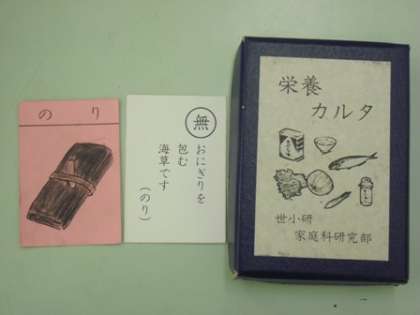 のり
無
おにぎりを
包む
海草です
(のり)
栄養
カルタ
世小研
家庭科研究部